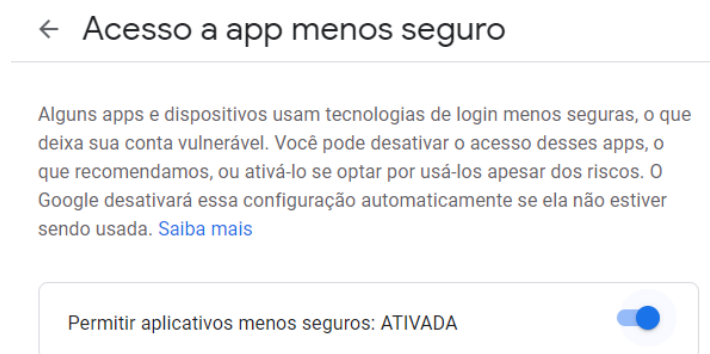 Acesso a app menos seguro
Alguns apps e dispositivos usam tecnologias de login menos seguras, o que
deixa sua conta vulnerável. Você pode desativar o acesso desses apps, o
que recomendamos, ou ativá-lo se optar por usá-los apesar dos riscos. O
Google desativará essa configuração automaticamente se ela não estiver
sendo usada. Saiba mais
Permitir aplicativos menos seguros: ATIVADA